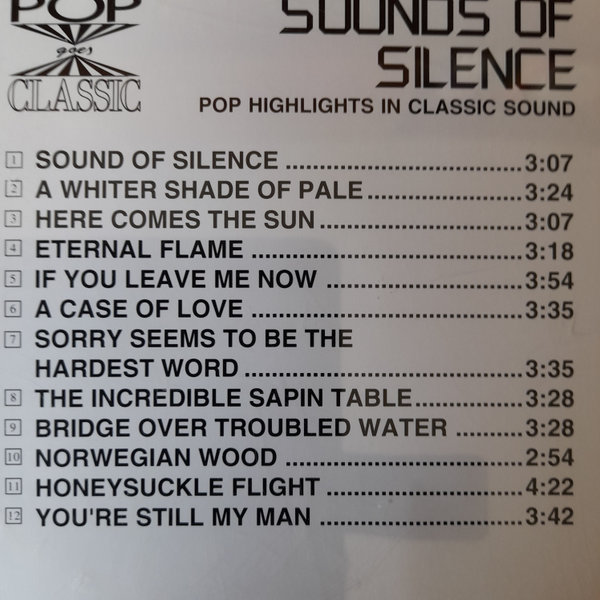 POP
goes
CLASSIC
SOUNDS OF
SILENCE
POP HIGHLIGHTS IN CLASSIC SOUND
1 SOUND OF SILENCE ................................ 3:07
2 A WHITER SHADE OF PALE ..................... 3:24
3 HERE COMES THE SUN ........................... 3:07
4 ETERNAL FLAME ..................................... 3:18
5 IF YOU LEAVE ME NOW .......................... 3:54
6 A CASE OF LOVE ..................................... 3:35
7 SORRY SEEMS TO BE THE
HARDEST WORD ..................................... 3:35
8 THE INCREDIBLE SAPIN TABLE ............... 3:28
9 BRIDGE OVER TROUBLED WATER ......... 3:28
10 NORWEGIAN WOOD ................................ 2:54
11 HONEYSUCKLE FLIGHT .......................... 4:22
12 YOU'RE STILL MY MAN ........................... 3:42